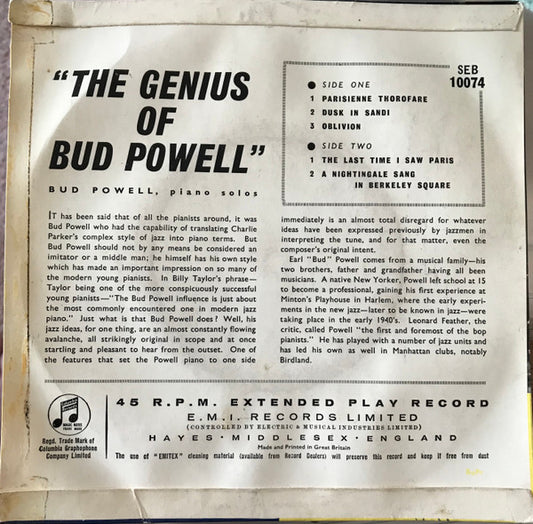 "THE GENIUS
OF
BUD POWELL"
BUD POWELL, piano solos
SEB
10074
SIDE ONE
1 PARISIENNE THOROFARE
2 DUSK IN SANDI
3 OBLIVION
SIDE TWO
1 THE LAST TIME I SAW PARIS
2 A NIGHTINGALE SANG
IN BERKELEY SQUARE
IT has been said that of all the pianists around, it was
Bud Powell who had the capability of translating Charlie
Parker's complex style of jazz into piano terms. But
Bud Powell should not by any means be considered an
imitator or a middle man; he himself has his own style
which has made an important impression on so many of
the modern young pianists. In Billy Taylor's phrase—
Taylor being one of the more conspicuously successful
young pianists—"The Bud Powell influence is just about
the most commonly encountered one in modern jazz
piano." Just what is that Bud Powell does? Well, his
jazz ideas, for one thing, are an almost constantly flowing
avalanche, all strikingly original in scope and at once
startling and pleasant to hear from the outset. One of
the features that set the Powell piano to one side
immediately is an almost total disregard for whatever
ideas have been expressed previously by jazzmen in
interpreting the tune, and for that matter, even the
composer's original intent.
Earl "Bud" Powell comes from a musical family—his
two brothers, father and grandfather having all been
musicians. A native New Yorker, Powell left school at 15
to become a professional, gaining his first experience at
Minton's Playhouse in Harlem, where the early experi-
ments in the new jazz—later to be known in jazz—were
taking place in the early 1940's. Leonard Feather, the
critic, called Powell "the first and foremost of the bop
pianists." He has played with a number of jazz units and
has led his own as well in Manhattan clubs, notably
Birdland.
Regd. Trade Mark of
Columbia Graphophone
Company Limited
45 R.P.M. EXTENDED PLAY RECORD
E.M.I. RECORDS LIMITED
(CONTROLLED BY ELECTRIC & MUSICAL INDUSTRIES LIMITED)
HAYES · MIDDLESEX · ENGLAND
Made and Printed in Great Britain
The use of "EMITEX" cleaning material (available from Record Dealers) will preserve this record and keep it free from dust